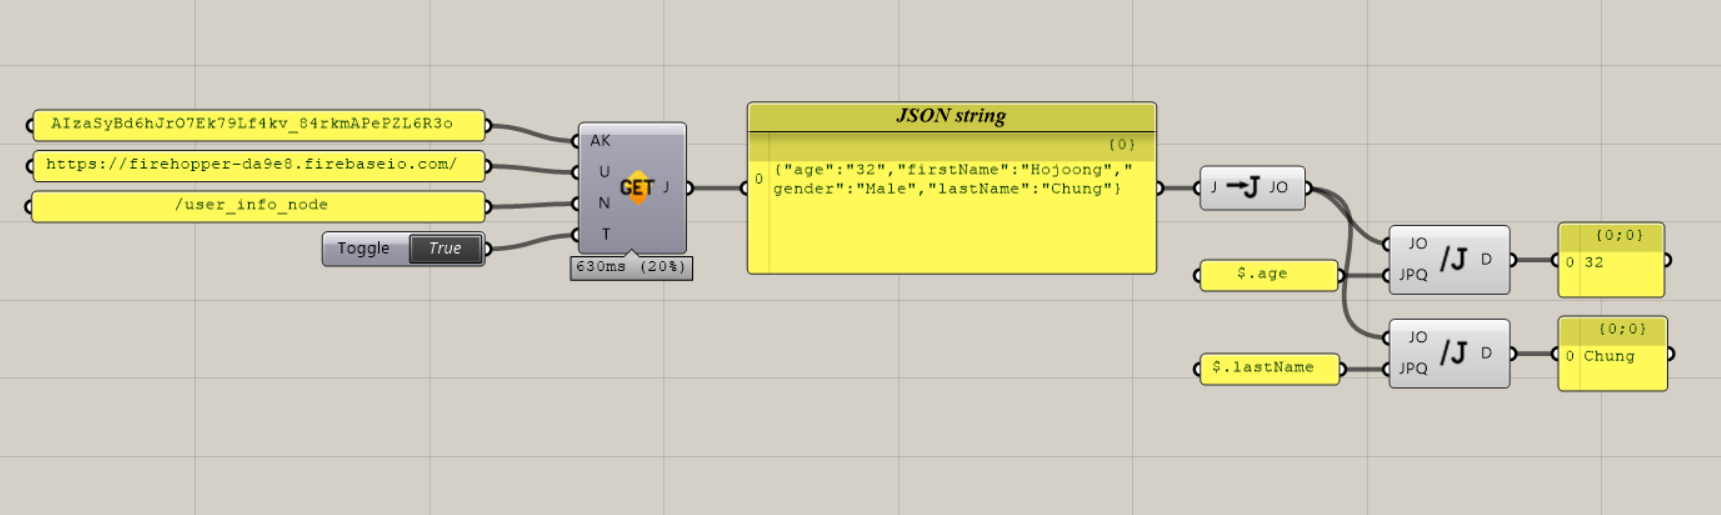 AIzaSyBd6hJrO7Ek79Lf4kv_84rkmAPePZL6R3o
https://firehopper-da9e8.firebaseio.com/
/user_info_node
Toggle True
AK
U
N
T
GET
J
630ms (20%)
JSON string
{0}
0
{"age":"32","firstName":"Hojoong","
gender":"Male","lastName":"Chung"}
J →J JO
$.age
JO
JPQ
/J
D
{0;0}
0 32
$.lastName
JO
JPQ
/J
D
{0;0}
0 Chung